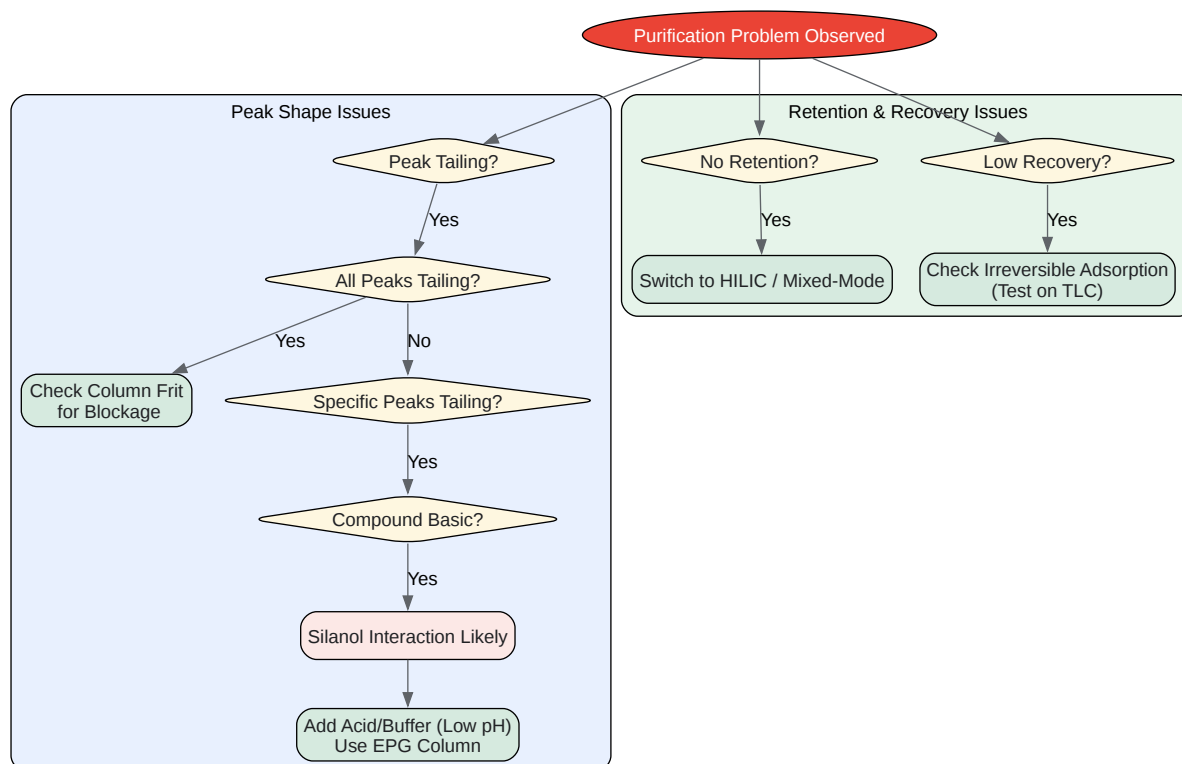 Purification Problem Observed
Peak Shape Issues
Retention & Recovery Issues
Peak Tailing?
No Retention?
Low Recovery?
Yes
Yes
Yes
All Peaks Tailing?
Switch to HILIC / Mixed-Mode
Check Irreversible Adsorption
(Test on TLC)
Yes
No
Check Column Frit
for Blockage
Specific Peaks Tailing?
Yes
Compound Basic?
Yes
Silanol Interaction Likely
Add Acid/Buffer (Low pH)
Use EPG Column